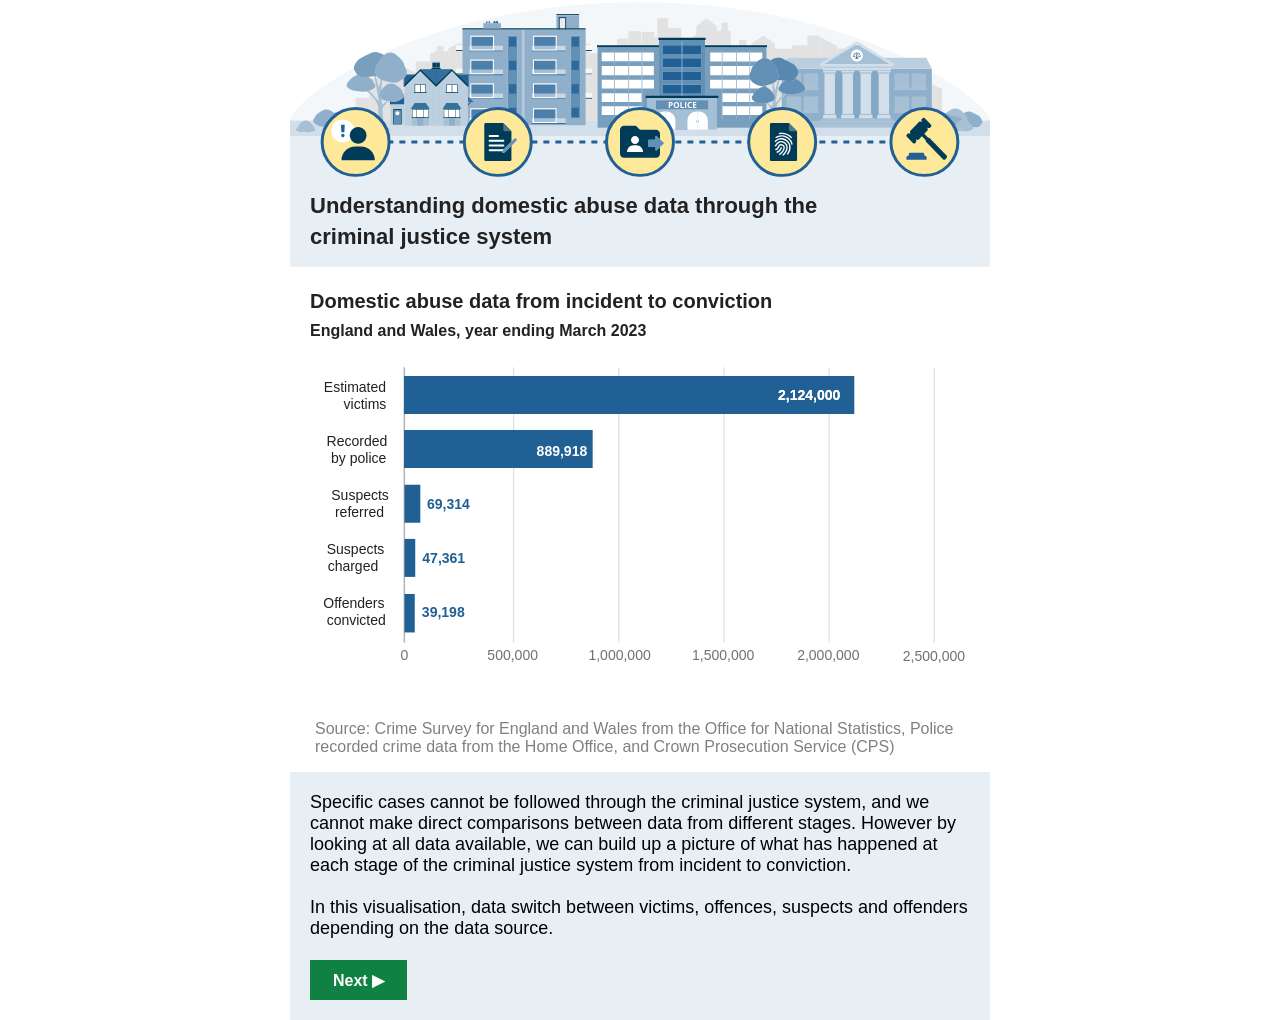 POLICE
Understanding domestic abuse data through the
criminal justice system
Domestic abuse data from incident to conviction
England and Wales, year ending March 2023
Estimated
victims
2,124,000
Recorded
by police
889,918
Suspects
referred
69,314
Suspects
charged
47,361
Offenders
convicted
39,198
0 500,000 1,000,000 1,500,000 2,000,000 2,500,000
Source: Crime Survey for England and Wales from the Office for National Statistics, Police
recorded crime data from the Home Office, and Crown Prosecution Service (CPS)
Specific cases cannot be followed through the criminal justice system, and we
cannot make direct comparisons between data from different stages. However by
looking at all data available, we can build up a picture of what has happened at
each stage of the criminal justice system from incident to conviction.
In this visualisation, data switch between victims, offences, suspects and offenders
depending on the data source.
Next ▶